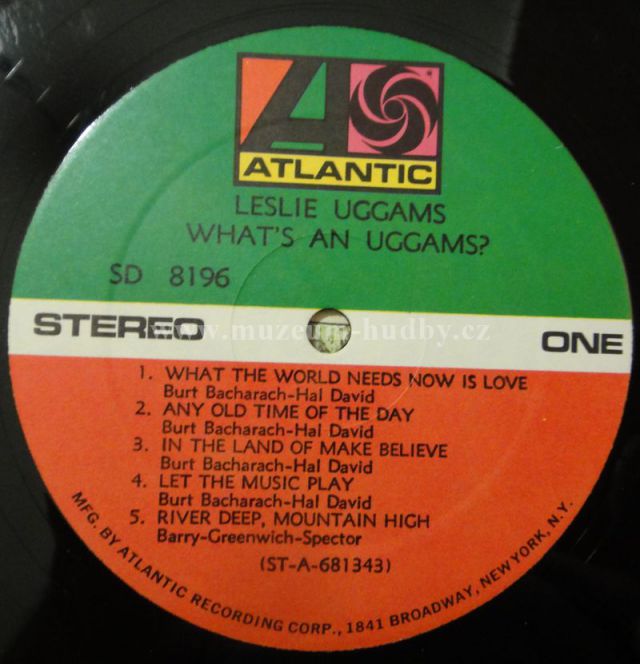 ATLANTIC
LESLIE UGGAMS
WHAT'S AN UGGAMS?
SD 8196
STEREO
ONE
www.muzeum-hudby.cz
1. WHAT THE WORLD NEEDS NOW IS LOVE
Burt Bacharach-Hal David
2. ANY OLD TIME OF THE DAY
Burt Bacharach-Hal David
3. IN THE LAND OF MAKE BELIEVE
Burt Bacharach-Hal David
4. LET THE MUSIC PLAY
Burt Bacharach-Hal David
5. RIVER DEEP, MOUNTAIN HIGH
Barry-Greenwich-Spector
(ST-A-681343)
MFG. BY ATLANTIC RECORDING CORP., 1841 BROADWAY, NEW YORK, N.Y.